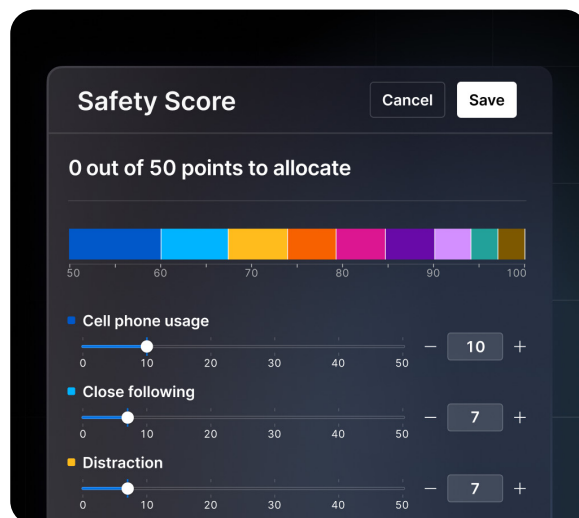 Safety Score
Cancel
Save
0 out of 50 points to allocate
50 60 70 80 90 100
Cell phone usage
0 10 20 30 40 50
− 10 +
Close following
0 10 20 30 40 50
− 7 +
Distraction
0 10 20 30 40 50
− 7 +